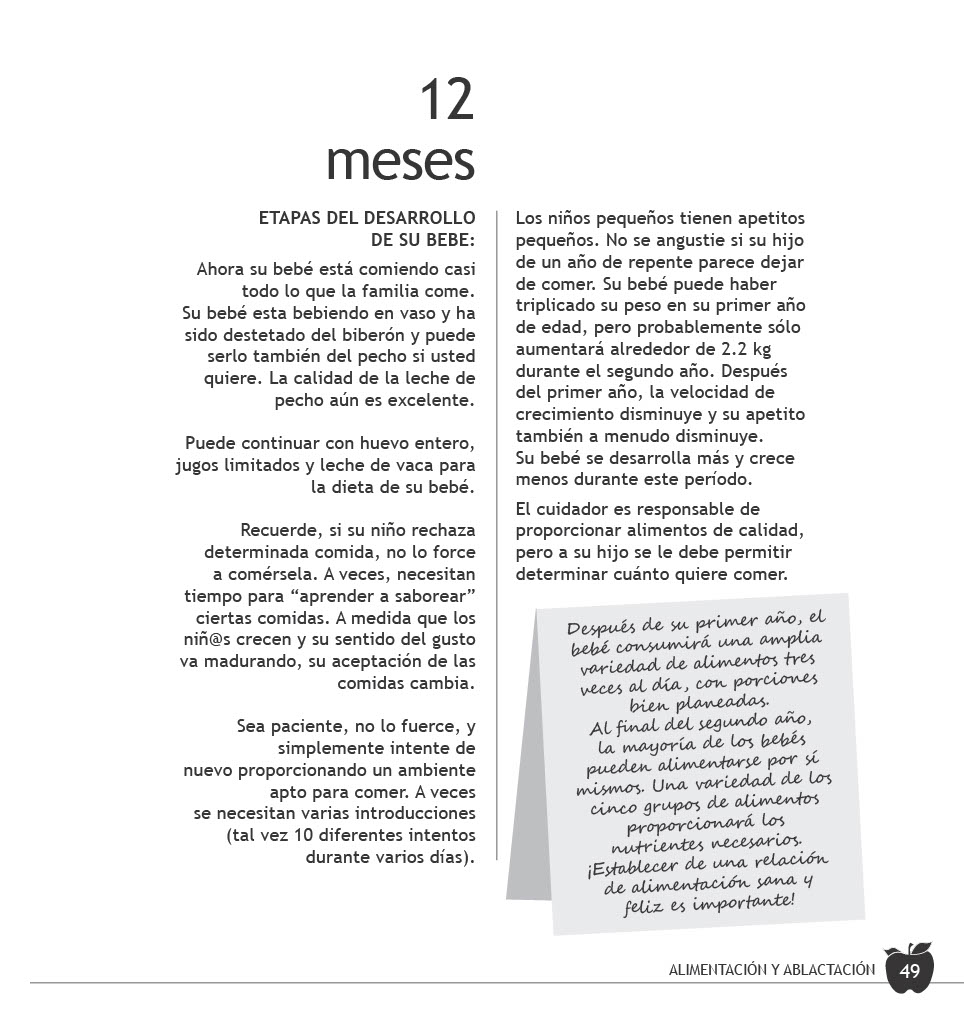 12
meses
ETAPAS DEL DESARROLLO
DE SU BEBE:
Ahora su bebé está comiendo casi
todo lo que la familia come.
Su bebé esta bebiendo en vaso y ha
sido destetado del biberón y puede
serlo también del pecho si usted
quiere. La calidad de la leche de
pecho aún es excelente.
Puede continuar con huevo entero,
jugos limitados y leche de vaca para
la dieta de su bebé.
Recuerde, si su niño rechaza
determinada comida, no lo force
a comérsela. A veces, necesitan
tiempo para “aprender a saborear”
ciertas comidas. A medida que los
niñ@s crecen y su sentido del gusto
va madurando, su aceptación de las
comidas cambia.
Sea paciente, no lo fuerce, y
simplemente intente de
nuevo proporcionando un ambiente
apto para comer. A veces
se necesitan varias introducciones
(tal vez 10 diferentes intentos
durante varios días).
Los niños pequeños tienen apetitos
pequeños. No se angustie si su hijo
de un año de repente parece dejar
de comer. Su bebé puede haber
triplicado su peso en su primer año
de edad, pero probablemente sólo
aumentará alrededor de 2.2 kg
durante el segundo año. Después
del primer año, la velocidad de
crecimiento disminuye y su apetito
también a menudo disminuye.
Su bebé se desarrolla más y crece
menos durante este período.
El cuidador es responsable de
proporcionar alimentos de calidad,
pero a su hijo se le debe permitir
determinar cuánto quiere comer.
Después de su primer año, el
bebé consumirá una amplia
variedad de alimentos tres
veces al día, con porciones
bien planeadas.
Al final del segundo año,
la mayoría de los bebés
pueden alimentarse por sí
mismos. Una variedad de los
cinco grupos de alimentos
proporcionará los
nutrientes necesarios.
¡Establecer de una relación
de alimentación sana y
feliz es importante!
ALIMENTACIÓN Y ABLACTACIÓN 49